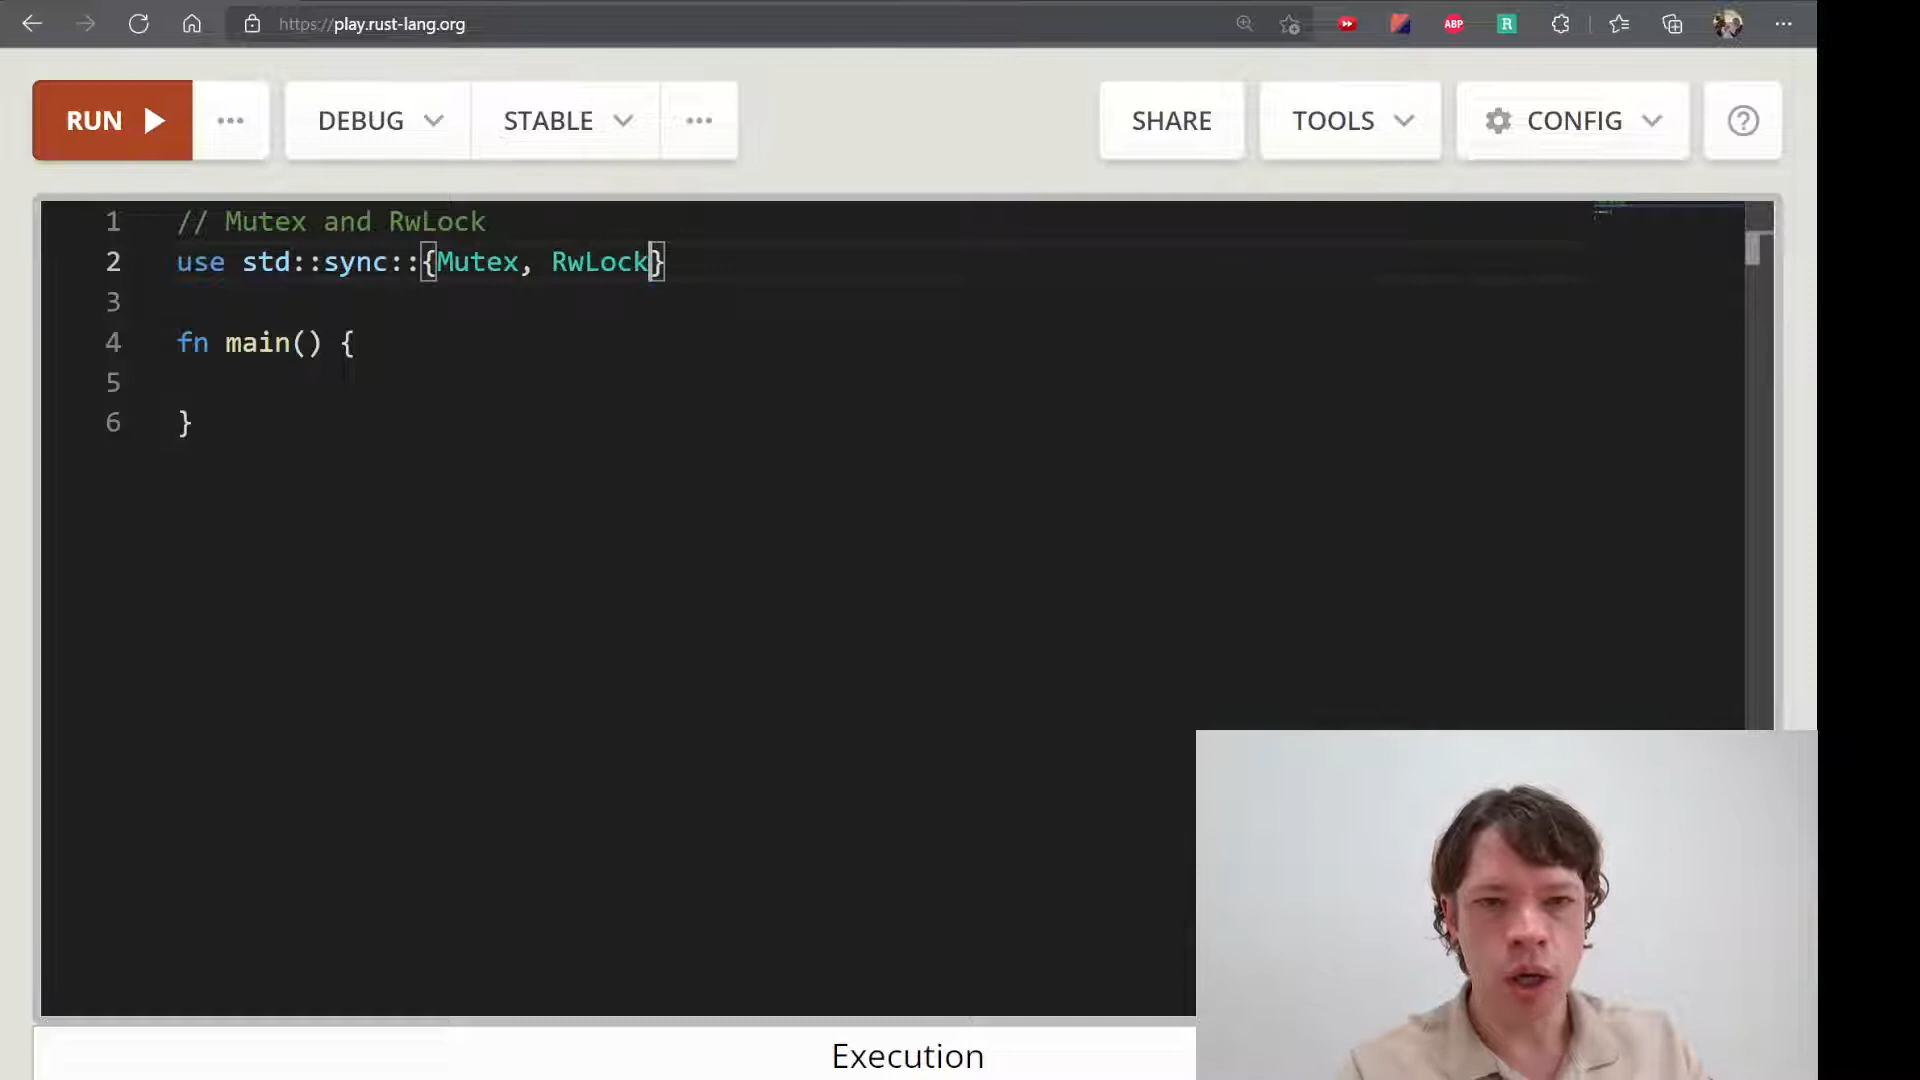 https://play.rust-lang.org
ABP
R
RUN
DEBUG
STABLE
SHARE
TOOLS
CONFIG
1 // Mutex and RwLock
2 use std::sync::{Mutex, RwLock}
3
4 fn main() {
5
6 }
Execution